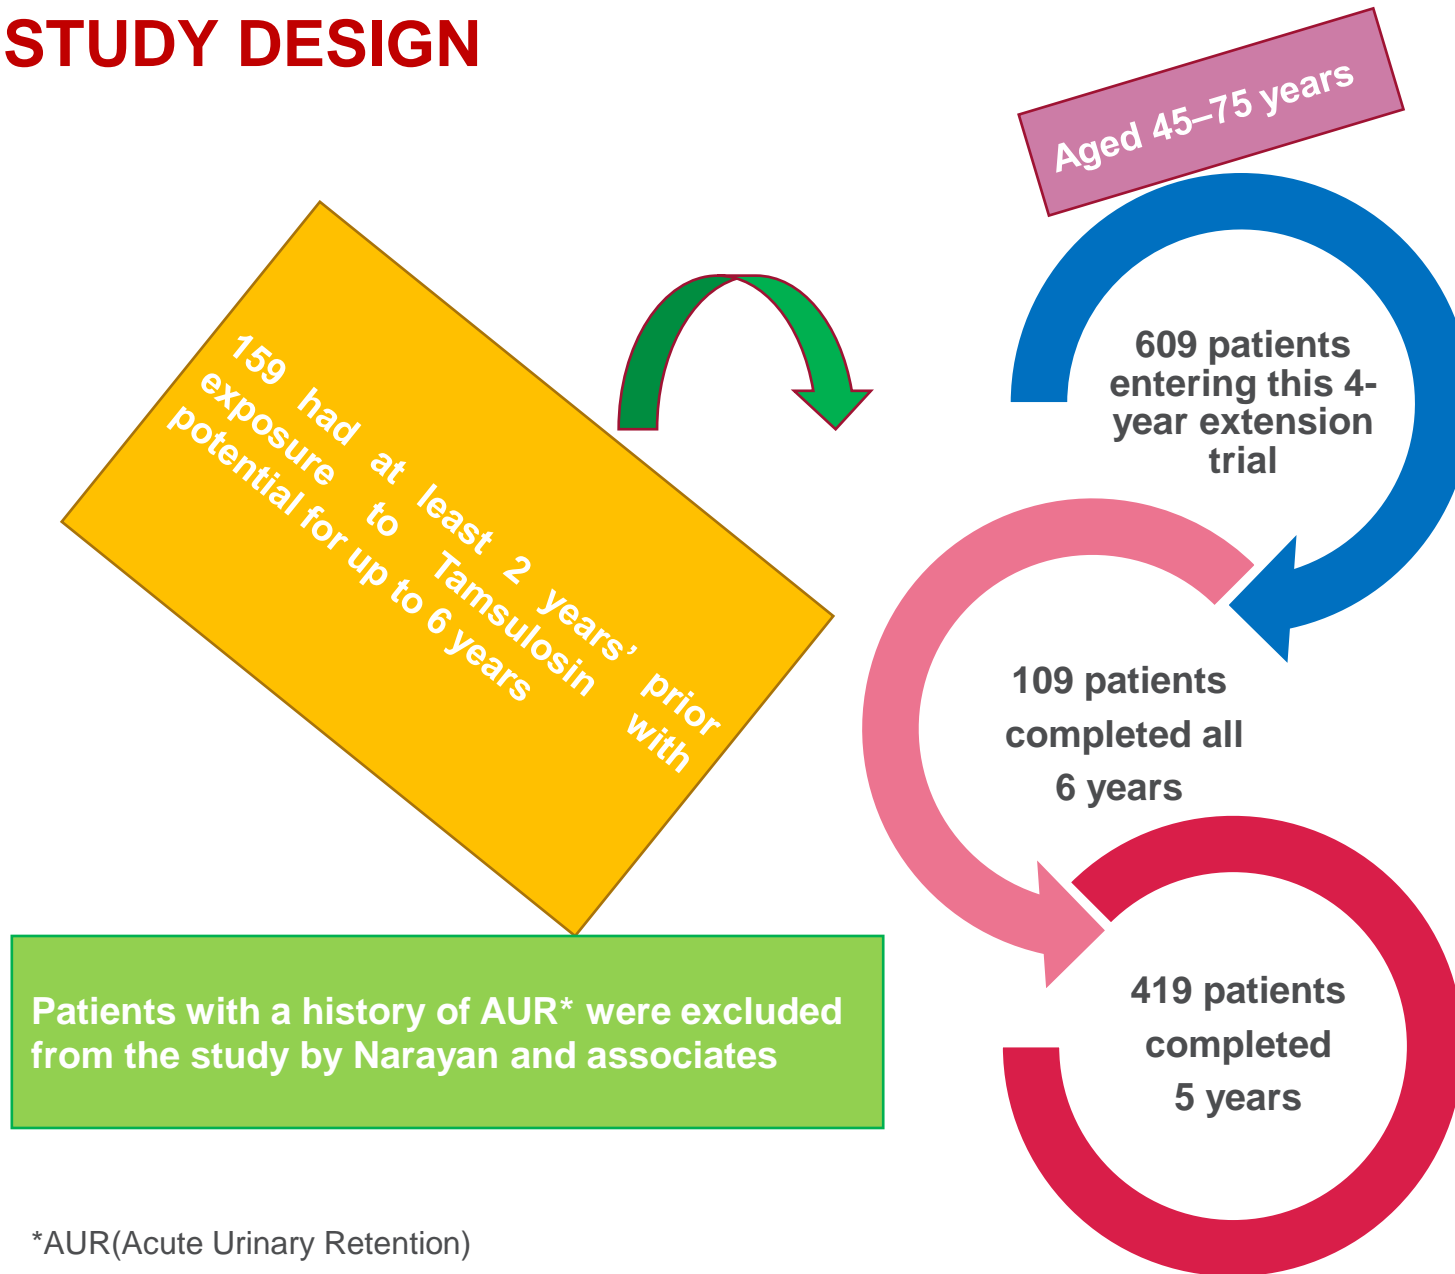 STUDY DESIGN
Aged 45–75 years
159 had at least 2 years’ prior
exposure to Tamsulosin with
potential for up to 6 years
609 patients
entering this 4-
year extension
trial
109 patients
completed all
6 years
419 patients
completed
5 years
Patients with a history of AUR* were excluded
from the study by Narayan and associates
*AUR(Acute Urinary Retention)